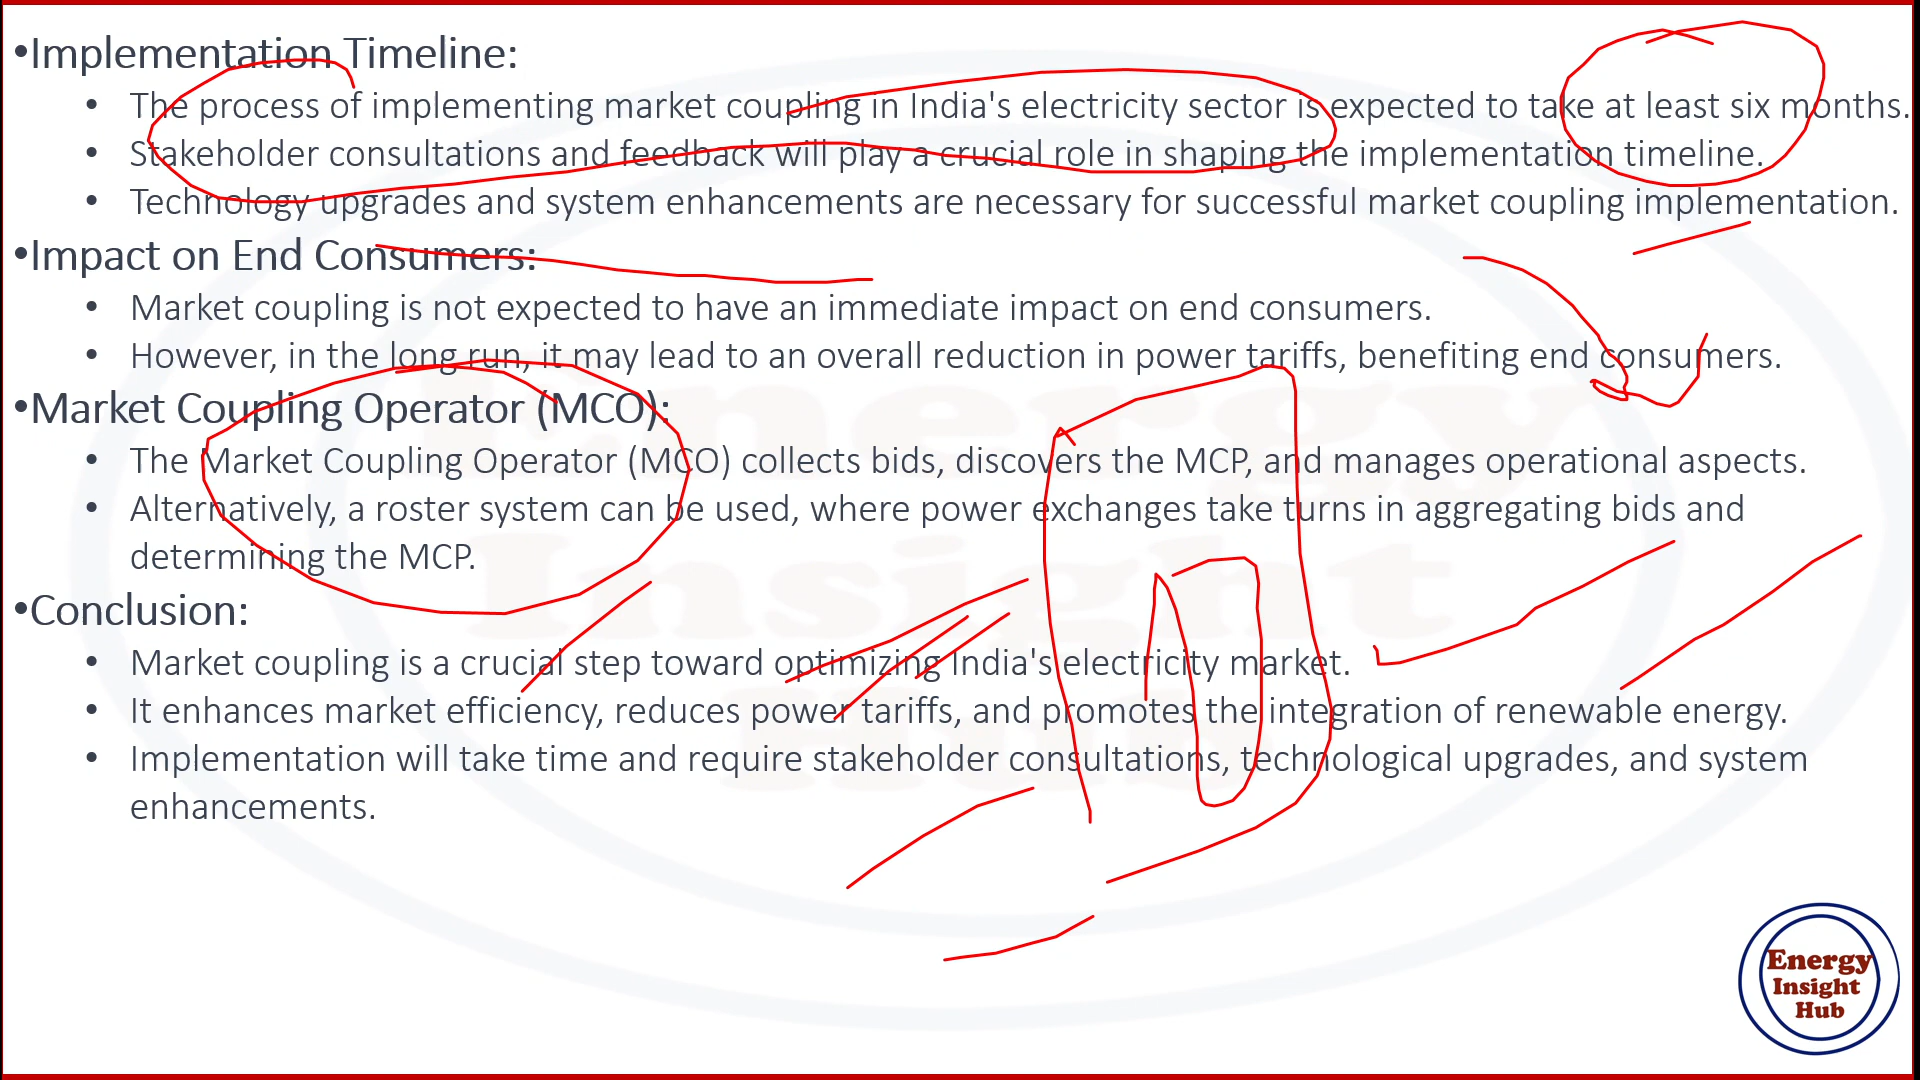 •Implementation Timeline:
• The process of implementing market coupling in India's electricity sector is expected to take at least six months.
• Stakeholder consultations and feedback will play a crucial role in shaping the implementation timeline.
• Technology upgrades and system enhancements are necessary for successful market coupling implementation.
•Impact on End Consumers:
• Market coupling is not expected to have an immediate impact on end consumers.
• However, in the long run, it may lead to an overall reduction in power tariffs, benefiting end consumers.
•Market Coupling Operator (MCO):
• The Market Coupling Operator (MCO) collects bids, discovers the MCP, and manages operational aspects.
• Alternatively, a roster system can be used, where power exchanges take turns in aggregating bids and
determining the MCP.
•Conclusion:
• Market coupling is a crucial step toward optimizing India's electricity market.
• It enhances market efficiency, reduces power tariffs, and promotes the integration of renewable energy.
• Implementation will take time and require stakeholder consultations, technological upgrades, and system
enhancements.
Energy
Insight
Hub
Energy
Insight
Hub